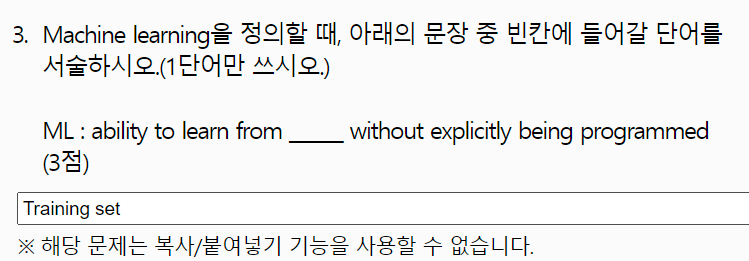 3. Machine learning을 정의할 때, 아래의 문장 중 빈칸에 들어갈 단어를
서술하시오.(1단어만 쓰시오.)
ML : ability to learn from _____ without explicitly being programmed
(3점)
Training set
※ 해당 문제는 복사/붙여넣기 기능을 사용할 수 없습니다.